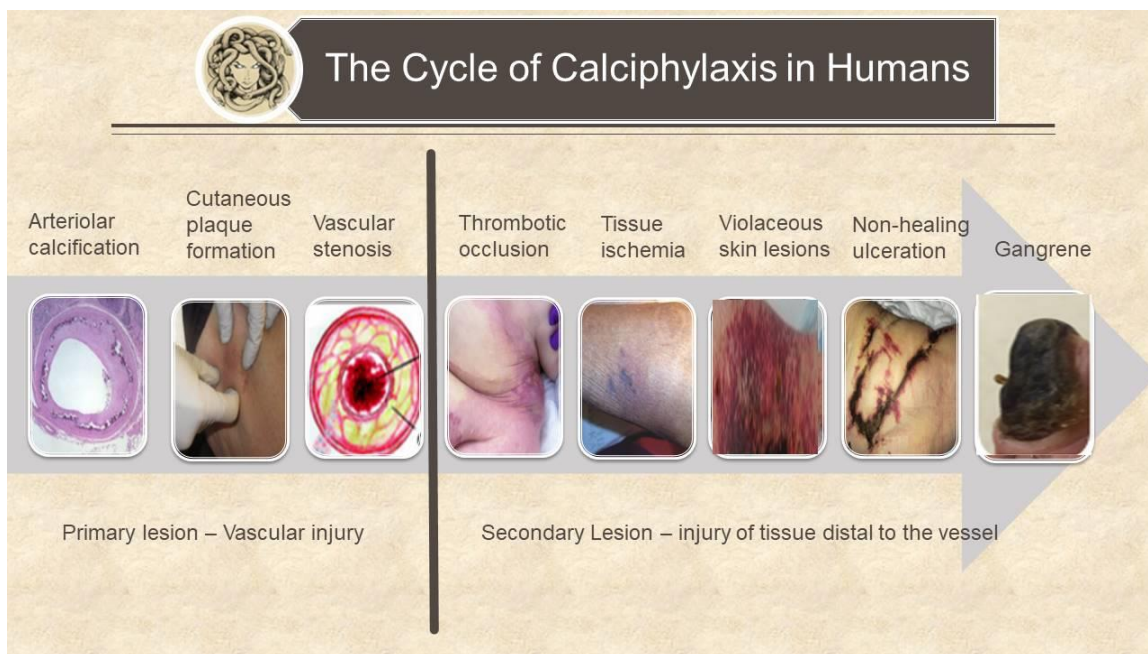 The Cycle of Calciphylaxis in Humans
Arteriolar
calcification
Cutaneous
plaque
formation
Vascular
stenosis
Thrombotic
occlusion
Tissue
ischemia
Violaceous
skin lesions
Non-healing
ulceration
Gangrene
Primary lesion – Vascular injury
Secondary Lesion – injury of tissue distal to the vessel